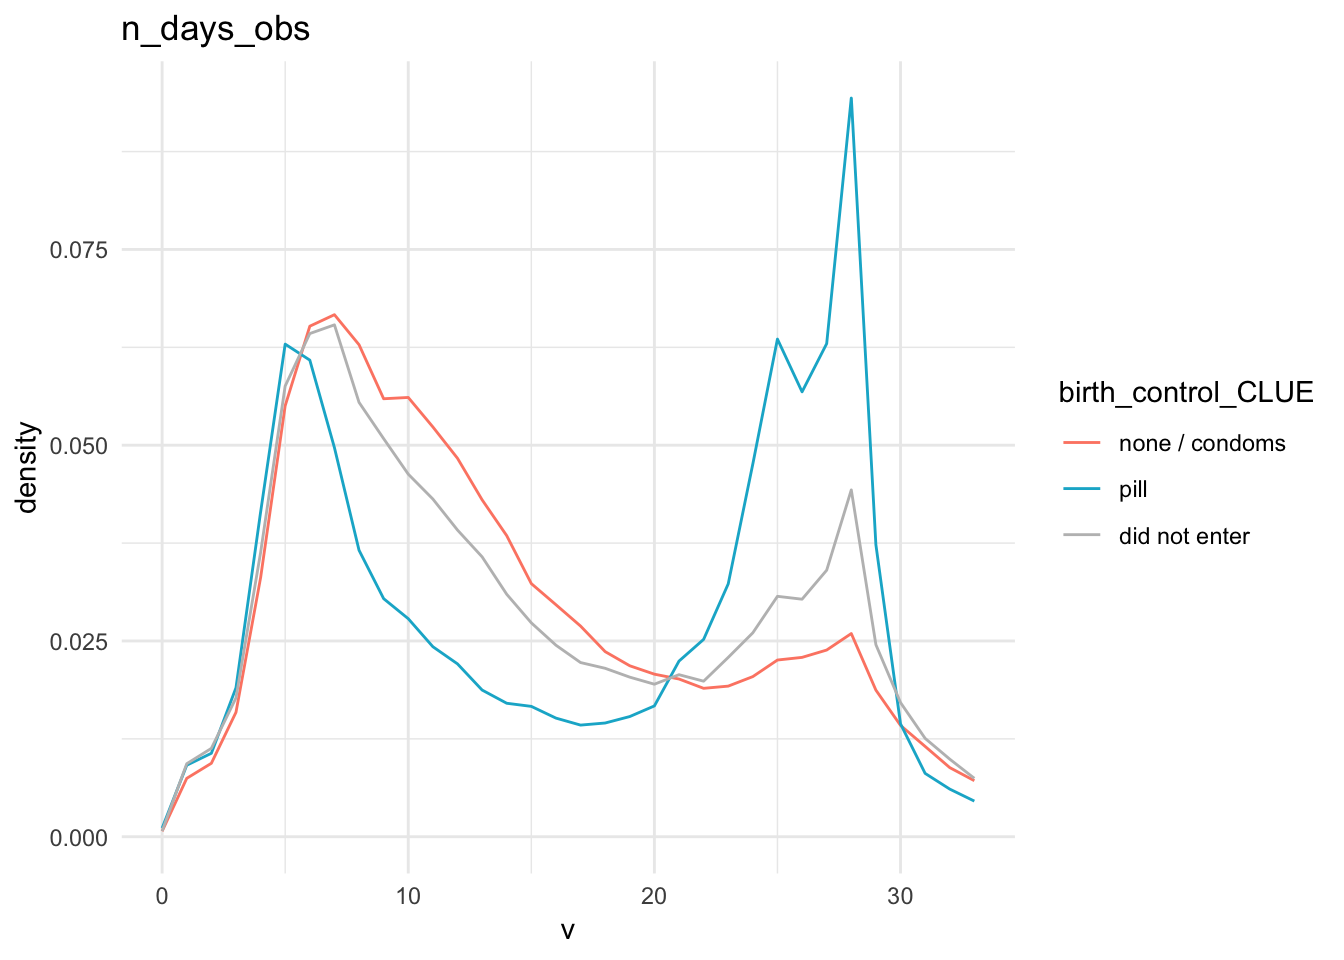 n_days_obs
density
0.075
0.050
0.025
0.000
0
10
20
30
v
birth_control_CLUE
none / condoms
pill
did not enter